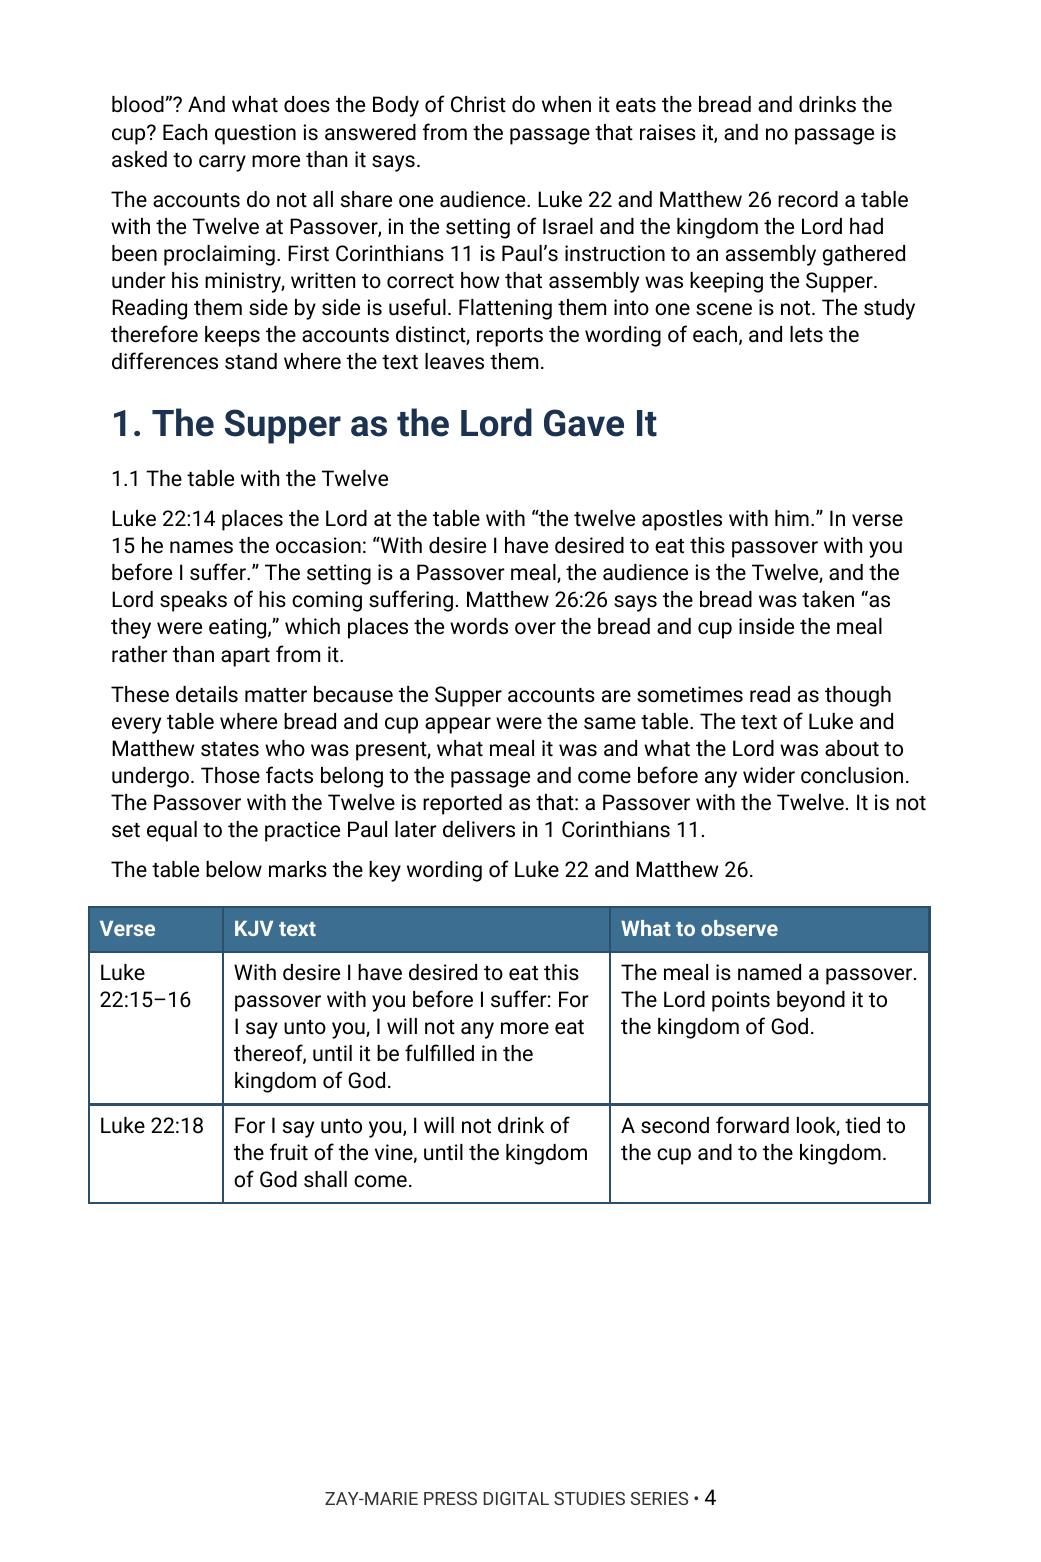 blood”? And what does the Body of Christ do when it eats the bread and drinks the
cup? Each question is answered from the passage that raises it, and no passage is
asked to carry more than it says.
The accounts do not all share one audience. Luke 22 and Matthew 26 record a table
with the Twelve at Passover, in the setting of Israel and the kingdom the Lord had
been proclaiming. First Corinthians 11 is Paul’s instruction to an assembly gathered
under his ministry, written to correct how that assembly was keeping the Supper.
Reading them side by side is useful. Flattening them into one scene is not. The study
therefore keeps the accounts distinct, reports the wording of each, and lets the
differences stand where the text leaves them.
1. The Supper as the Lord Gave It
1.1 The table with the Twelve
Luke 22:14 places the Lord at the table with “the twelve apostles with him.” In verse
15 he names the occasion: “With desire I have desired to eat this passover with you
before I suffer.” The setting is a Passover meal, the audience is the Twelve, and the
Lord speaks of his coming suffering. Matthew 26:26 says the bread was taken “as
they were eating,” which places the words over the bread and cup inside the meal
rather than apart from it.
These details matter because the Supper accounts are sometimes read as though
every table where bread and cup appear were the same table. The text of Luke and
Matthew states who was present, what meal it was and what the Lord was about to
undergo. Those facts belong to the passage and come before any wider conclusion.
The Passover with the Twelve is reported as that: a Passover with the Twelve. It is not
set equal to the practice Paul later delivers in 1 Corinthians 11.
The table below marks the key wording of Luke 22 and Matthew 26.
Verse
KJV text
What to observe
Luke
22:15–16
With desire I have desired to eat this
passover with you before I suffer: For
I say unto you, I will not any more eat
thereof, until it be fulfilled in the
kingdom of God.
The meal is named a passover.
The Lord points beyond it to
the kingdom of God.
Luke 22:18
For I say unto you, I will not drink of
the fruit of the vine, until the kingdom
of God shall come.
A second forward look, tied to
the cup and to the kingdom.
ZAY-MARIE PRESS DIGITAL STUDIES SERIES • 4